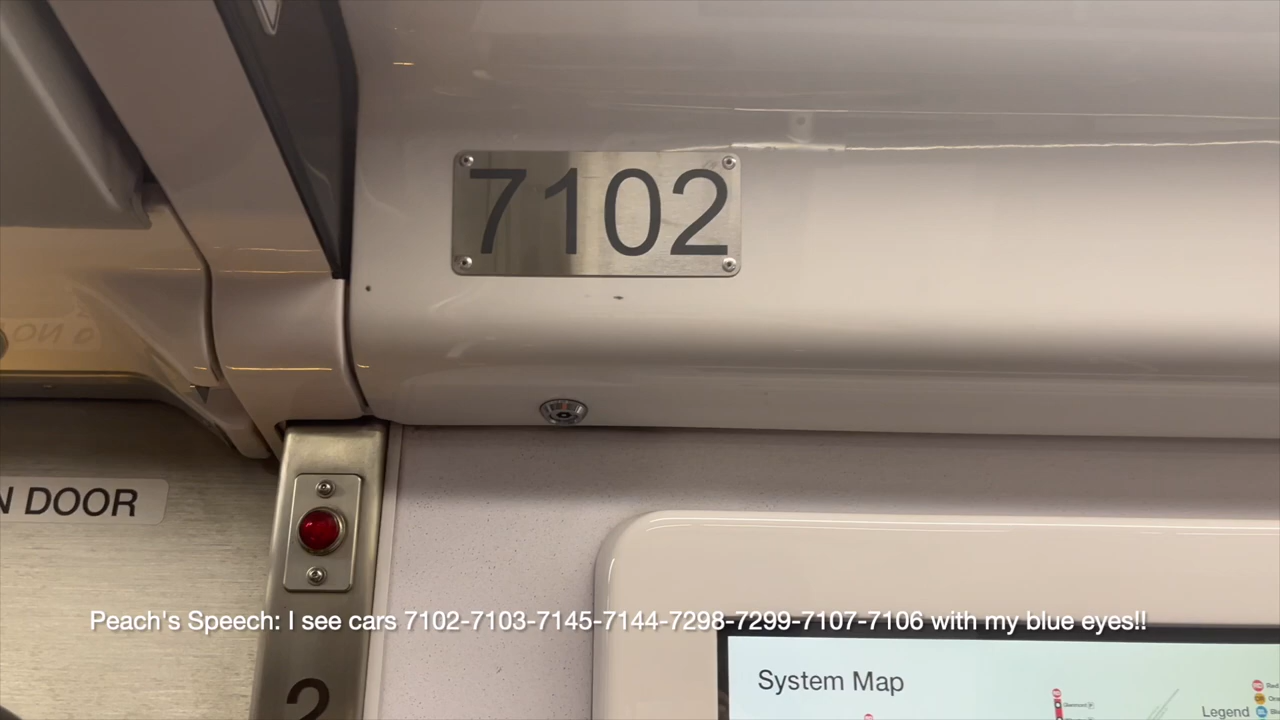 7102
N DOOR
Peach's Speech: I see cars 7102-7103-7145-7144-7298-7299-7107-7106 with my blue eyes!!
System Map
Legend
2